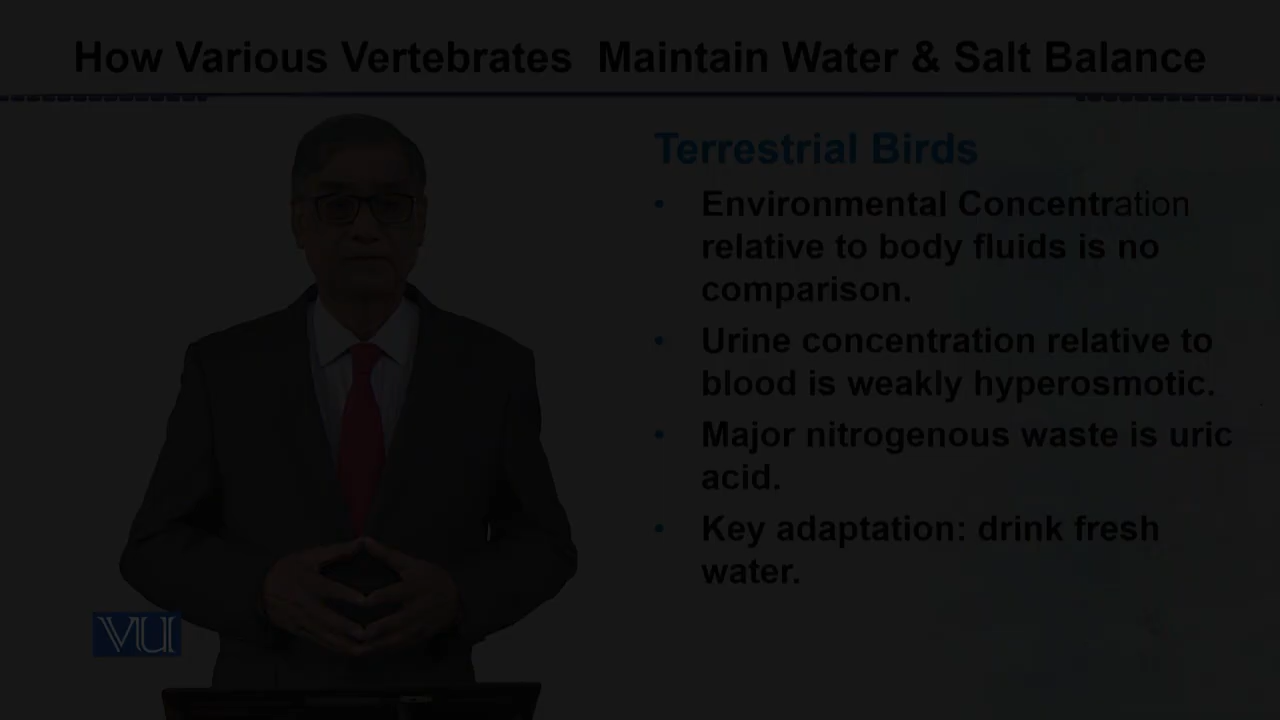 How Various Vertebrates Maintain Water & Salt Balance
Terrestrial Birds
• Environmental Concentration
relative to body fluids is no
comparison.
• Urine concentration relative to
blood is weakly hyperosmotic.
• Major nitrogenous waste is uric
acid.
• Key adaptation: drink fresh
water.
VU